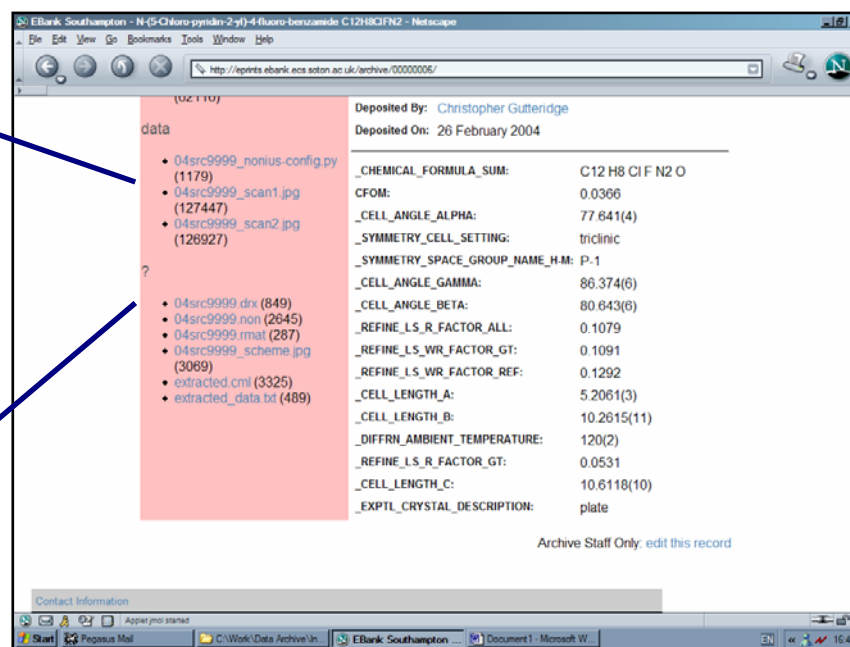 EBank Southampton - N-(5-Chloro-pyridin-2-yl)-4-fluoro-benzamide C12H8ClFN2 - Netscape
File Edit View Go Bookmarks Tools Window Help
http://eprints.ebank.ecs.soton.ac.uk/archive/00000006/
data
04src9999_nonius-config.py
(1179)
04src9999_scan1.jpg
(127447)
04src9999_scan2.jpg
(126927)
?
04src9999.drx (849)
04src9999.non (2645)
04src9999.rmat (287)
04src9999_scheme.jpg
(3069)
extracted.cml (3325)
extracted_data.txt (489)
Deposited By: Christopher Gutteridge
Deposited On: 26 February 2004
_CHEMICAL_FORMULA_SUM: C12 H8 Cl F N2 O
CFOM: 0.0366
_CELL_ANGLE_ALPHA: 77.641(4)
_SYMMETRY_CELL_SETTING: triclinic
_SYMMETRY_SPACE_GROUP_NAME_H-M: P-1
_CELL_ANGLE_GAMMA: 86.374(6)
_CELL_ANGLE_BETA: 80.643(6)
_REFINE_LS_R_FACTOR_ALL: 0.1079
_REFINE_LS_WR_FACTOR_GT: 0.1091
_REFINE_LS_WR_FACTOR_REF: 0.1292
_CELL_LENGTH_A: 5.2061(3)
_CELL_LENGTH_B: 10.2615(11)
_DIFFRN_AMBIENT_TEMPERATURE: 120(2)
_REFINE_LS_R_FACTOR_GT: 0.0531
_CELL_LENGTH_C: 10.6118(10)
_EXPTL_CRYSTAL_DESCRIPTION: plate
Archive Staff Only: edit this record
Contact Information
Applet jmol started
Start Pegasus Mail C:\Work\Data Archive\In... EBank Southampton ... Document1 - Microsoft W... EN « 16:4